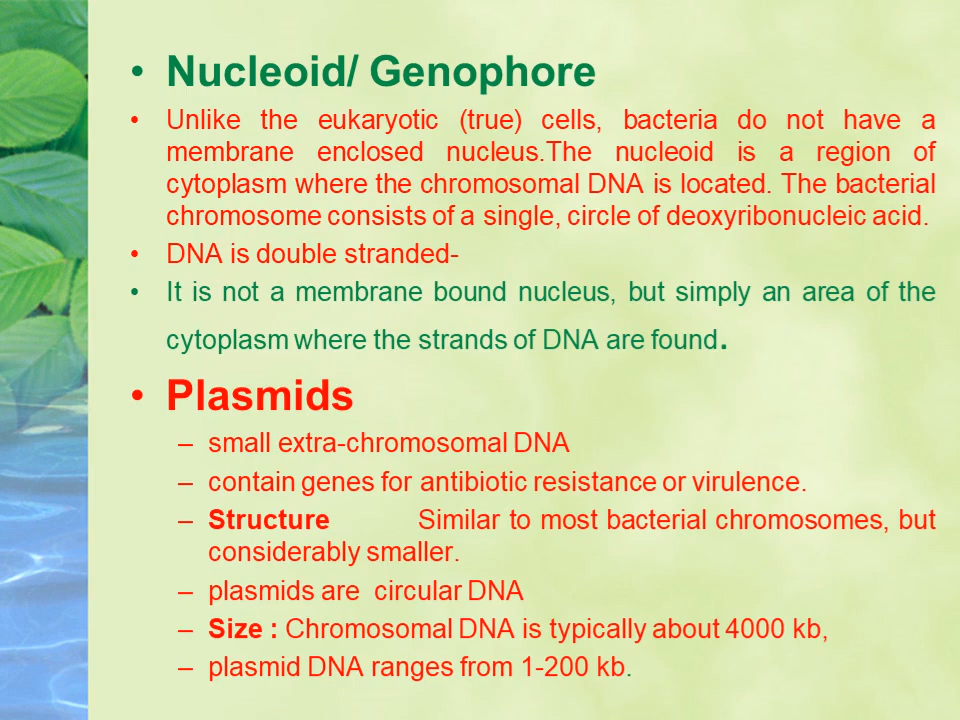 • Nucleoid/ Genophore
• Unlike the eukaryotic (true) cells, bacteria do not have a
membrane enclosed nucleus.The nucleoid is a region of
cytoplasm where the chromosomal DNA is located. The bacterial
chromosome consists of a single, circle of deoxyribonucleic acid.
• DNA is double stranded-
• It is not a membrane bound nucleus, but simply an area of the
cytoplasm where the strands of DNA are found.
• Plasmids
– small extra-chromosomal DNA
– contain genes for antibiotic resistance or virulence.
– Structure Similar to most bacterial chromosomes, but
considerably smaller.
– plasmids are circular DNA
– Size : Chromosomal DNA is typically about 4000 kb,
– plasmid DNA ranges from 1-200 kb.